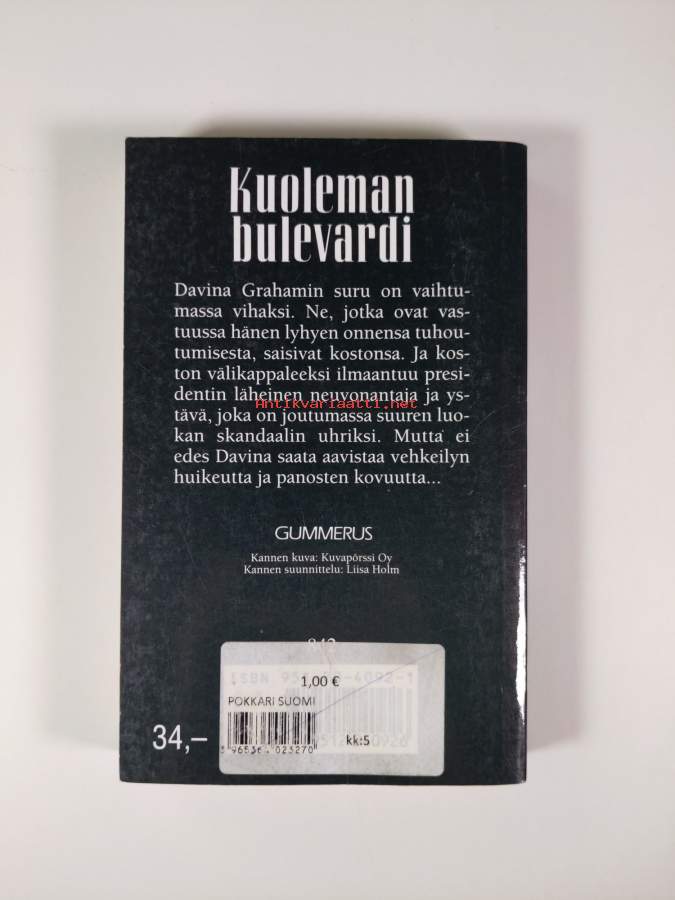 Kuoleman
bulevardi
Davina Grahamin suru on vaihtu-
massa vihaksi. Ne, jotka ovat vas-
tuussa hänen lyhyen onnensa tuhou-
tumisesta, saisivat kostonsa. Ja kos-
ton välikappaleeksi ilmaantuu presi-
dentin läheinen neuvonantaja ja ys-
Antikvariaatti.net
tävä, joka on joutumassa suuren luo-
kan skandaalin uhriksi. Mutta ei
edes Davina saata aavistaa vehkeilyn
huikeutta ja panosten kovuutta...
GUMMERUS
Kannen kuva: Kuvapörssi Oy
Kannen suunnittelu: Liisa Holm
ISBN
1,00 €
POKKARI SUOMI
34,–
kk:5